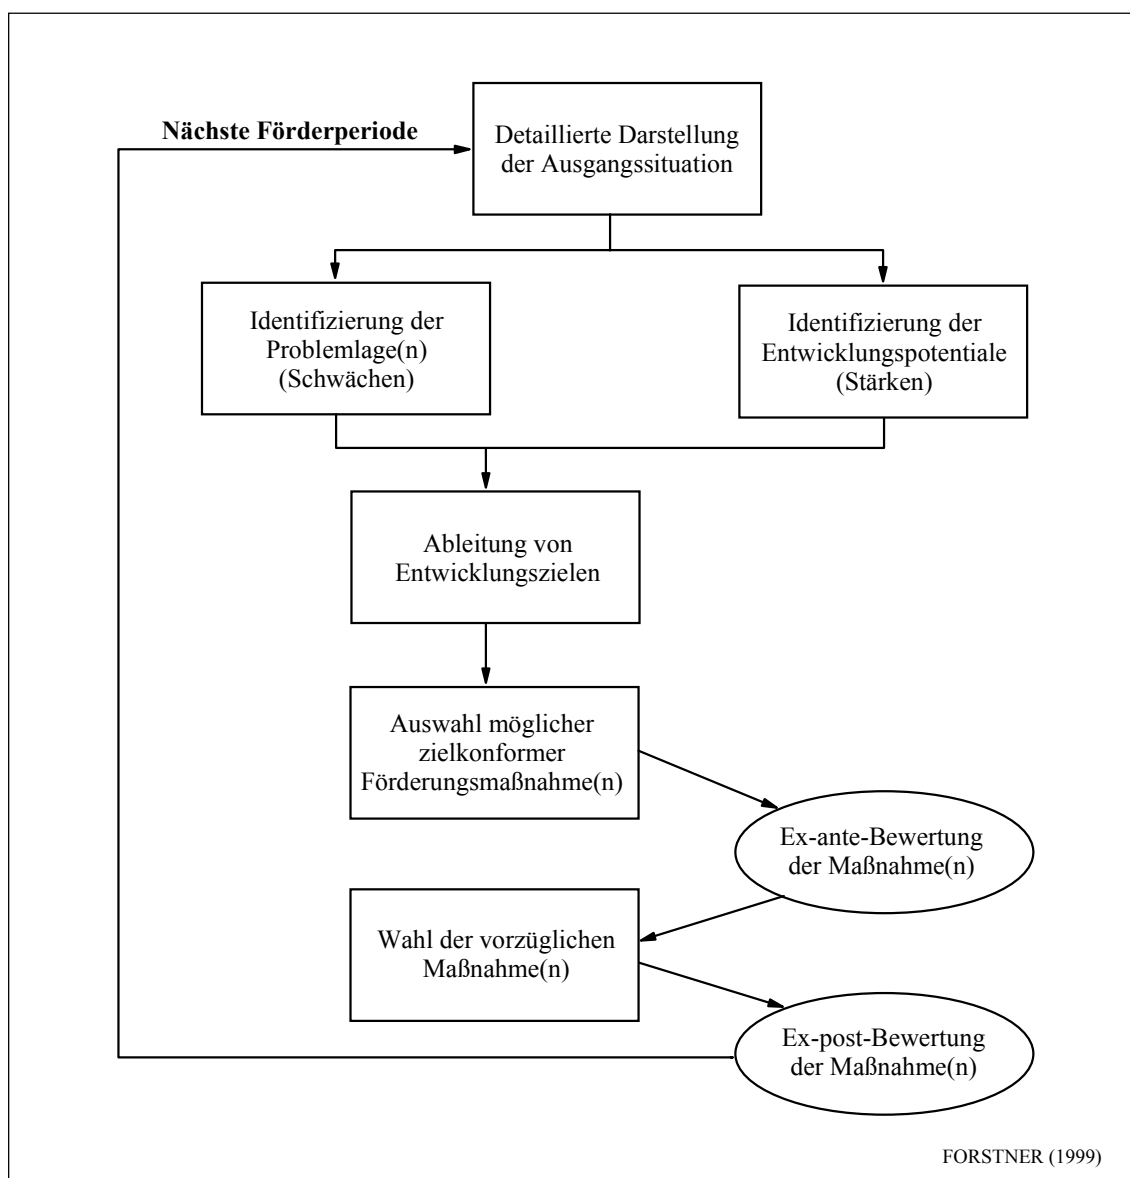 Nächste Förderperiode
Detaillierte Darstellung
der Ausgangssituation
Identifizierung der
Problemlage(n)
(Schwächen)
Identifizierung der
Entwicklungspotentiale
(Stärken)
Ableitung von
Entwicklungszielen
Auswahl möglicher
zielkonformer
Förderungsmaßnahme(n)
Ex-ante-Bewertung
der Maßnahme(n)
Wahl der vorzüglichen
Maßnahme(n)
Ex-post-Bewertung
der Maßnahme(n)
FORSTNER (1999)